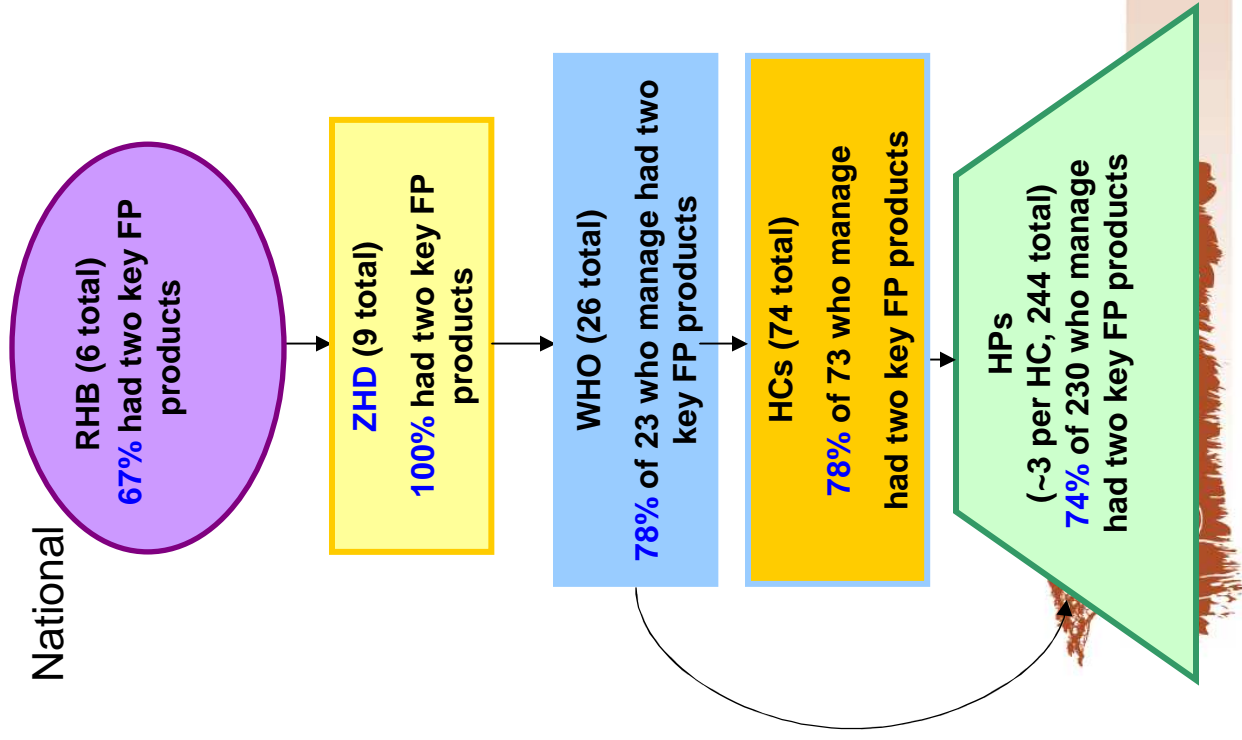 National
RHB (6 total)
67% had two key FP
products
ZHD (9 total)
100% had two key FP
products
WHO (26 total)
78% of 23 who manage had two
key FP products
HCs (74 total)
78% of 73 who manage
had two key FP products
HPs
(~3 per HC, 244 total)
74% of 230 who manage
had two key FP products